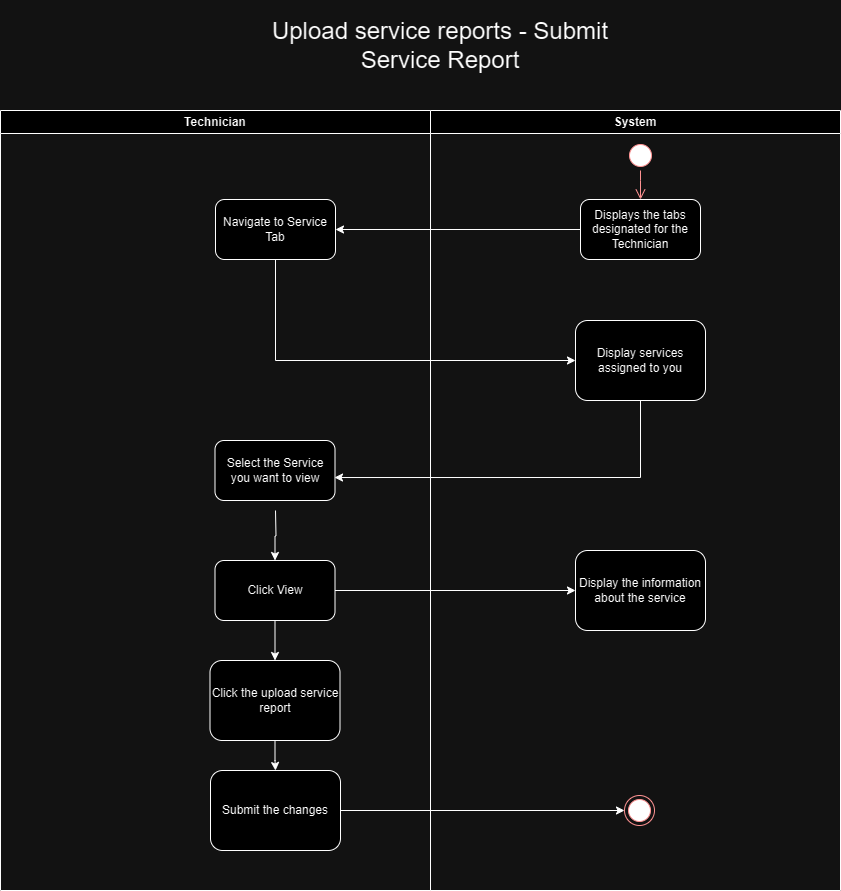 Upload service reports - Submit
Service Report
Technician
System
Displays the tabs
designated for the
Technician
Navigate to Service
Tab
Display services
assigned to you
Select the Service
you want to view
Click View
Display the information
about the service
Click the upload service
report
Submit the changes